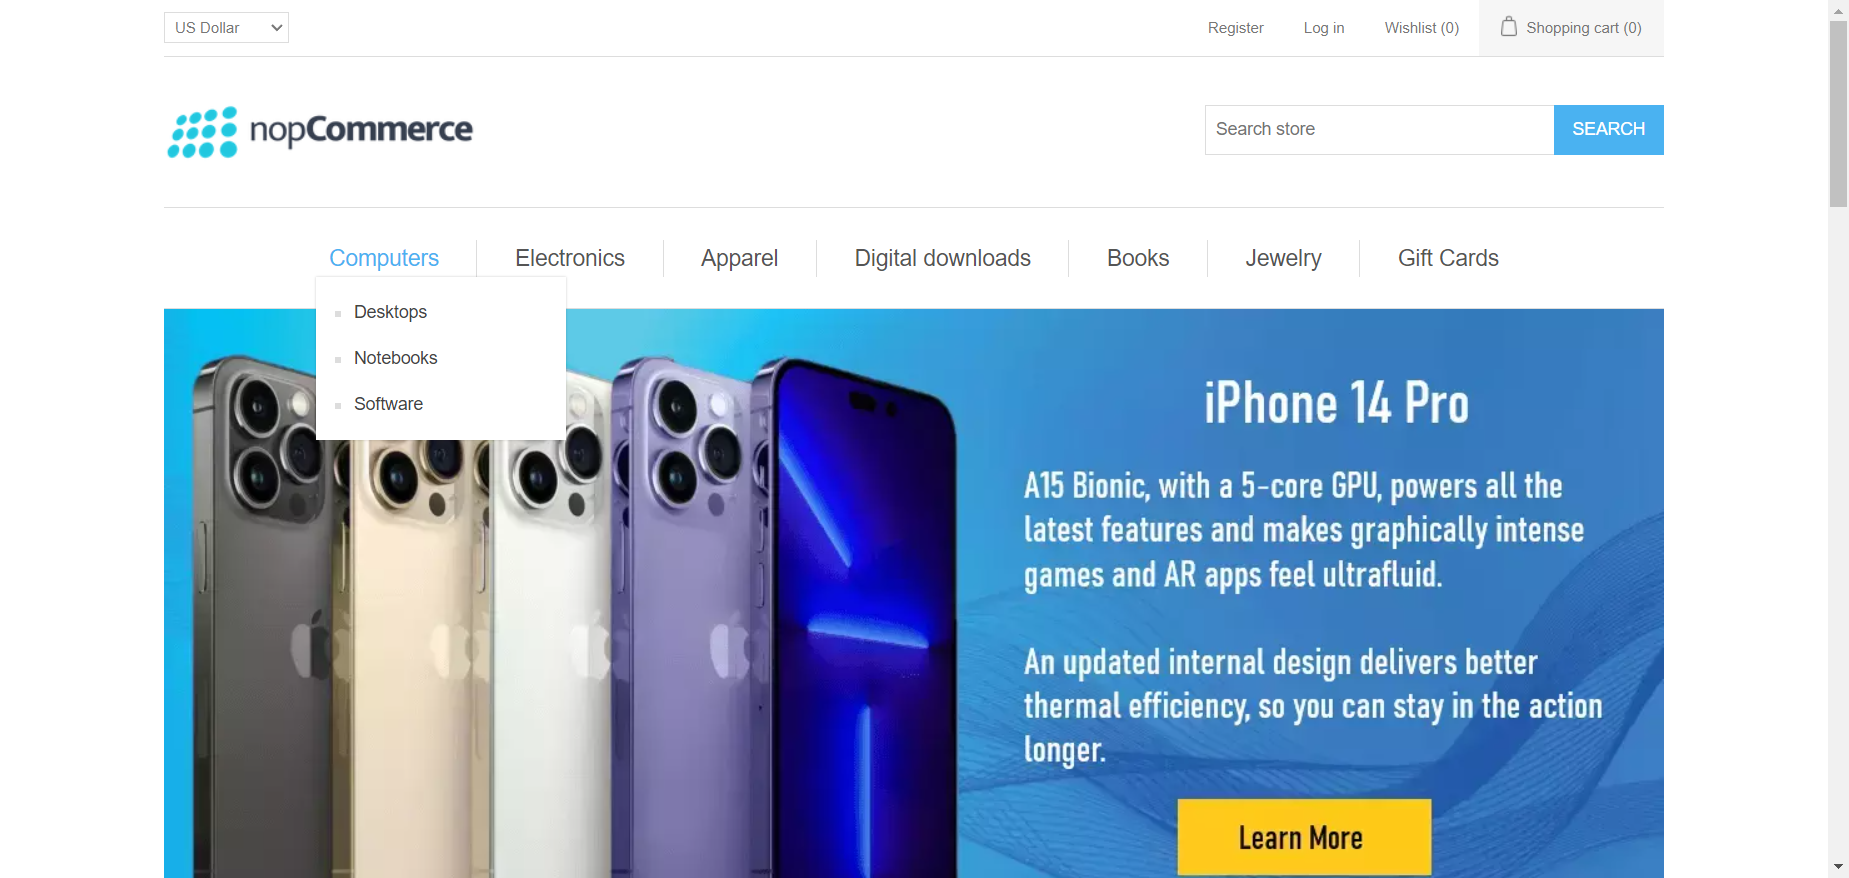 US Dollar
Register
Log in
Wishlist (0)
Shopping cart (0)
nopCommerce
Search store
SEARCH
Computers
Electronics
Apparel
Digital downloads
Books
Jewelry
Gift Cards
Desktops
Notebooks
Software
iPhone 14 Pro
A15 Bionic, with a 5-core GPU, powers all the
latest features and makes graphically intense
games and AR apps feel ultrafluid.
An updated internal design delivers better
thermal efficiency, so you can stay in the action
longer.
Learn More